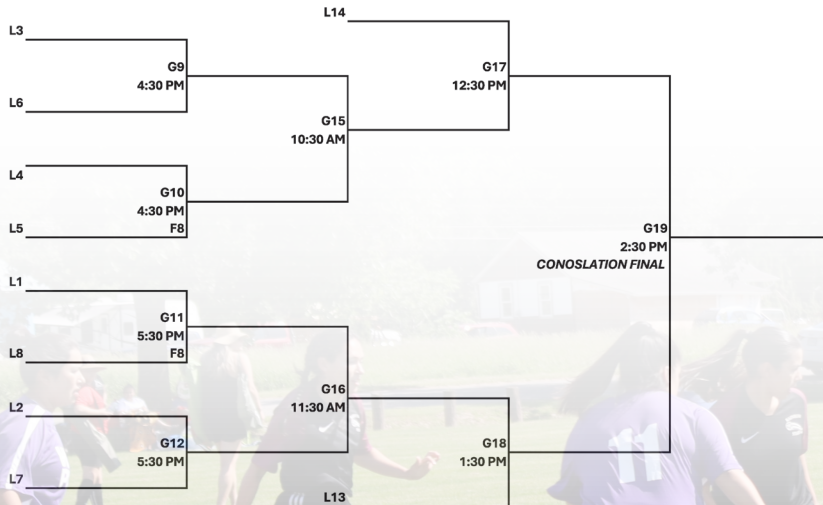 L14
L3
G9
4:30 PM
G17
12:30 PM
L6
G15
10:30 AM
L4
G10
4:30 PM
F8
L5
G19
2:30 PM
CONOSLATION FINAL
L1
G11
5:30 PM
F8
L8
G16
11:30 AM
L2
G12
5:30 PM
G18
1:30 PM
L7
L13
11